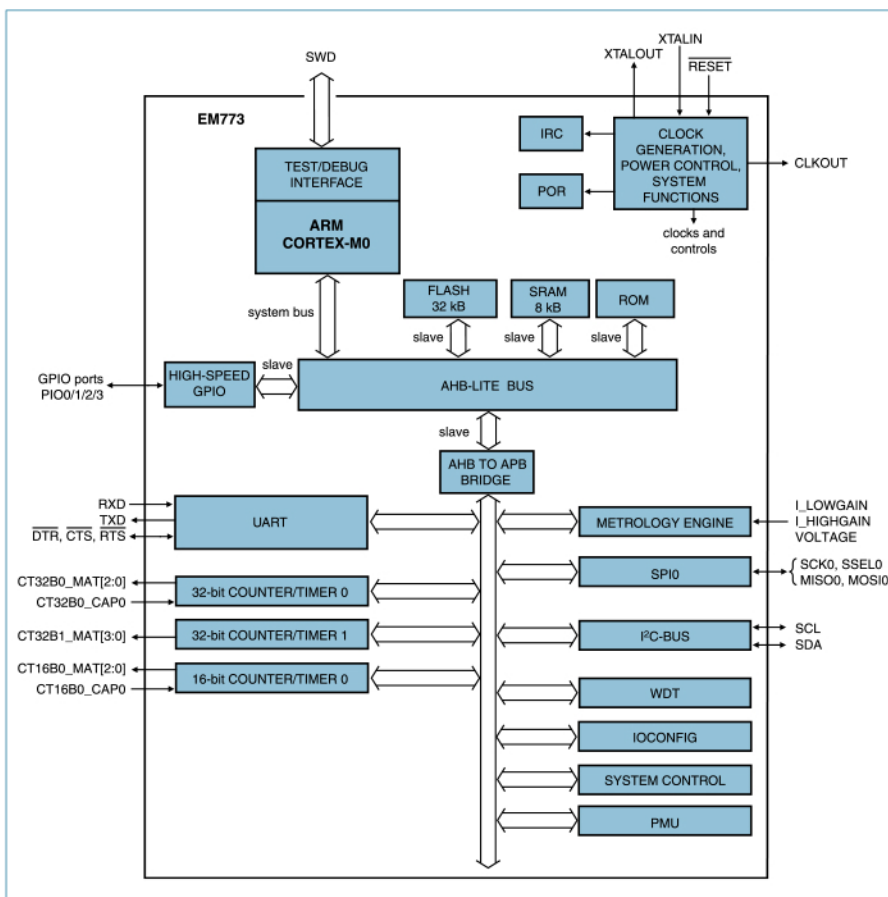 XTALIN
XTALOUT
RESET
SWD
EM773
IRC
CLOCK
GENERATION,
POWER CONTROL,
SYSTEM
FUNCTIONS
CLKOUT
TEST/DEBUG
INTERFACE
POR
ARM
CORTEX-M0
clocks and
controls
FLASH
32 kB
SRAM
8 kB
ROM
system bus
slave
slave
slave
slave
GPIO ports
PIO0/1/2/3
HIGH-SPEED
GPIO
AHB-LITE BUS
slave
AHB TO APB
BRIDGE
RXD
TXD
DTR, CTS, RTS
UART
METROLOGY ENGINE
I_LOWGAIN
I_HIGHGAIN
VOLTAGE
SPI0
SCK0, SSEL0
MISO0, MOSI0
CT32B0_MAT[2:0]
CT32B0_CAP0
32-bit COUNTER/TIMER 0
CT32B1_MAT[3:0]
32-bit COUNTER/TIMER 1
I²C-BUS
SCL
SDA
CT16B0_MAT[2:0]
CT16B0_CAP0
16-bit COUNTER/TIMER 0
WDT
IOCONFIG
SYSTEM CONTROL
PMU